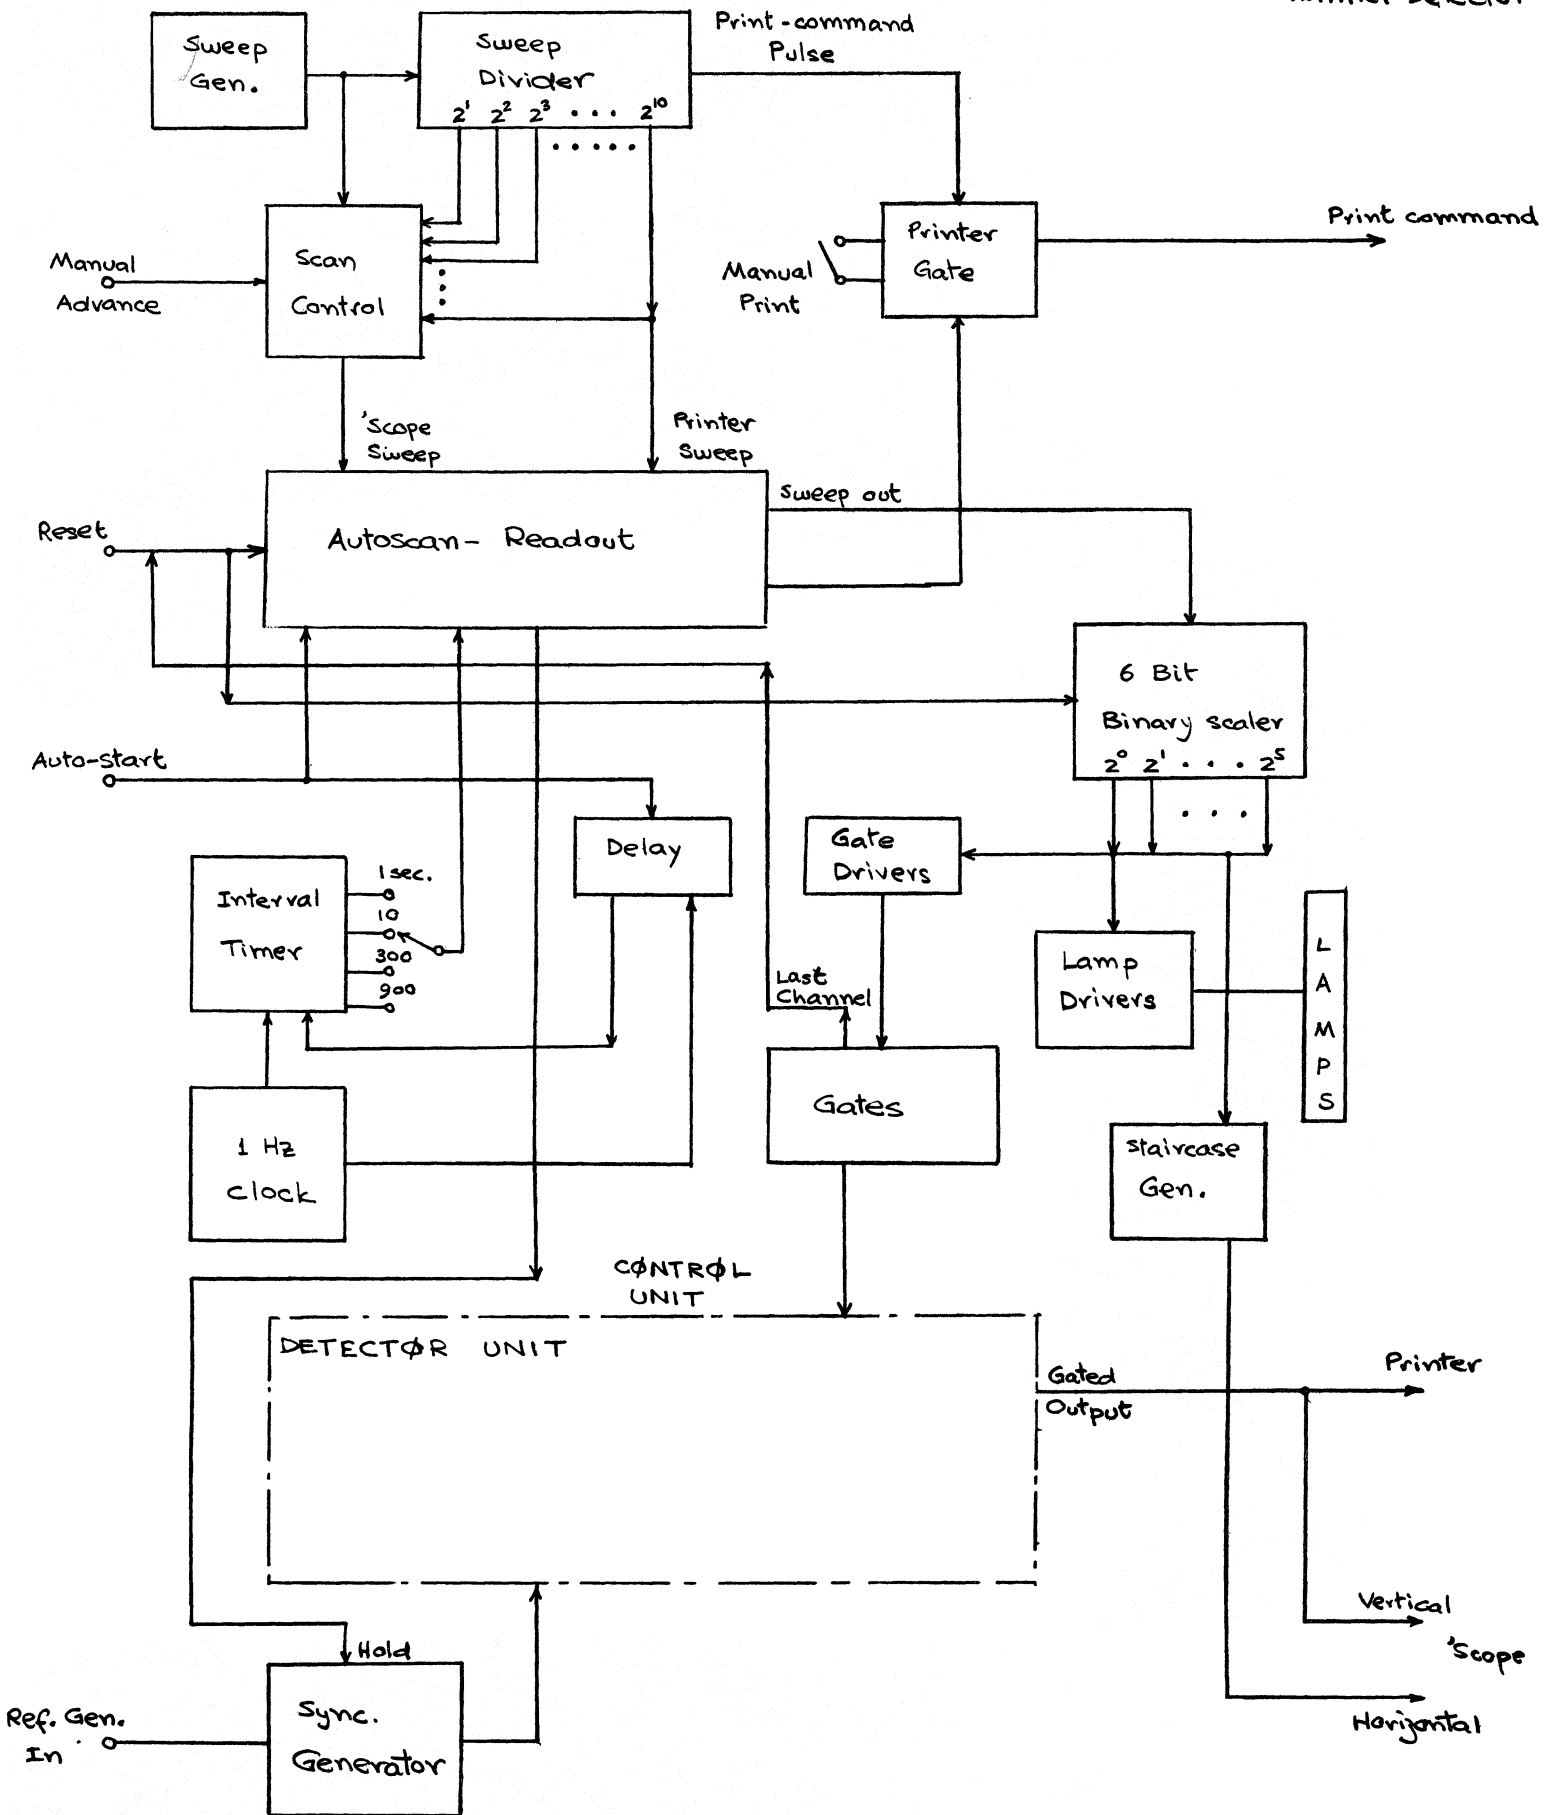 Sweep
Gen.
Sweep
Divider
2¹ 2² 2³ . . . 2¹⁰
. . . . .
Print-command
Pulse
Manual
Advance
Scan
Control
Manual
Print
Printer
Gate
Print command
'Scope
Sweep
Printer
Sweep
Reset
Autoscan- Readout
Sweep out
6 Bit
Binary scaler
2⁰ 2¹ . . . 2⁵
. . .
Auto-start
Delay
Gate
Drivers
Interval
Timer
1 sec.
10
300
900
Last
Channel
Lamp
Drivers
LAMPS
1 Hz
Clock
Gates
Staircase
Gen.
CØNTRØL
UNIT
DETECTØR UNIT
Gated
Output
Printer
Vertical
'Scope
Horizontal
Hold
Ref. Gen.
In
Sync.
Generator